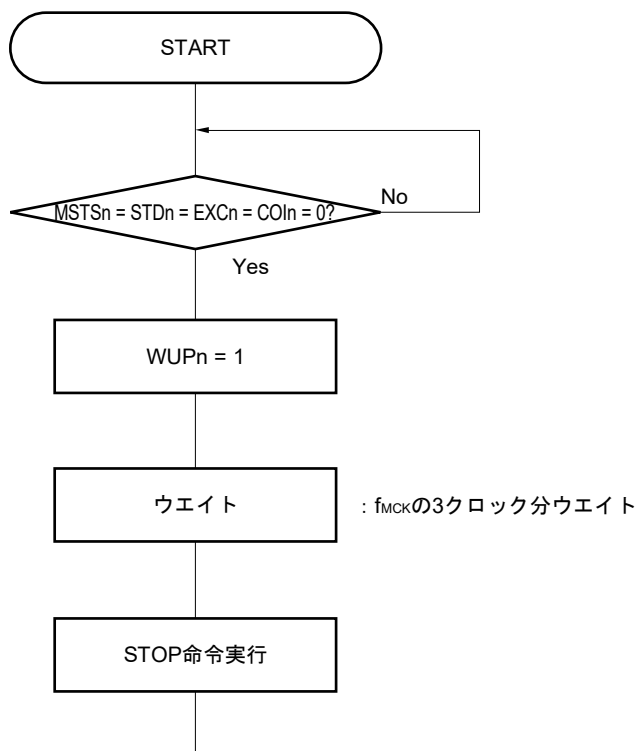 START
MSTSn = STDn = EXCn = COIn = 0?
No
Yes
WUPn = 1
ウエイト
：fMCKの3クロック分ウエイト
STOP命令実行